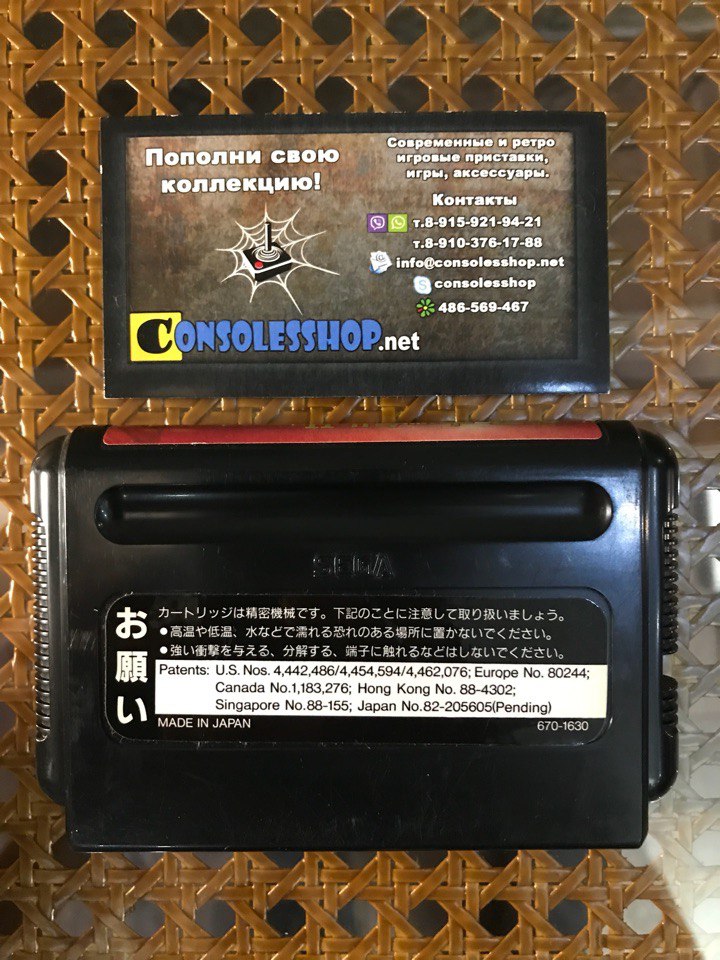 Пополни свою
коллекцию!
Современные и ретро
игровые приставки,
игры, аксессуары.
Контакты
т.8-915-921-94-21
т.8-910-376-17-88
info@consolesshop.net
consolesshop
486-569-467
CONSOLESSHOP.net
SEGA
お願い
カートリッジは精密機械です。下記のことに注意して取り扱いましょう。
●高温や低温、水などで濡れる恐れのある場所に置かないでください。
●強い衝撃を与える、分解する、端子に触れるなどはしないでください。
Patents: U.S. Nos. 4,442,486/4,454,594/4,462,076; Europe No. 80244;
Canada No.1,183,276; Hong Kong No. 88-4302;
Singapore No.88-155; Japan No.82-205605(Pending)
MADE IN JAPAN
670-1630